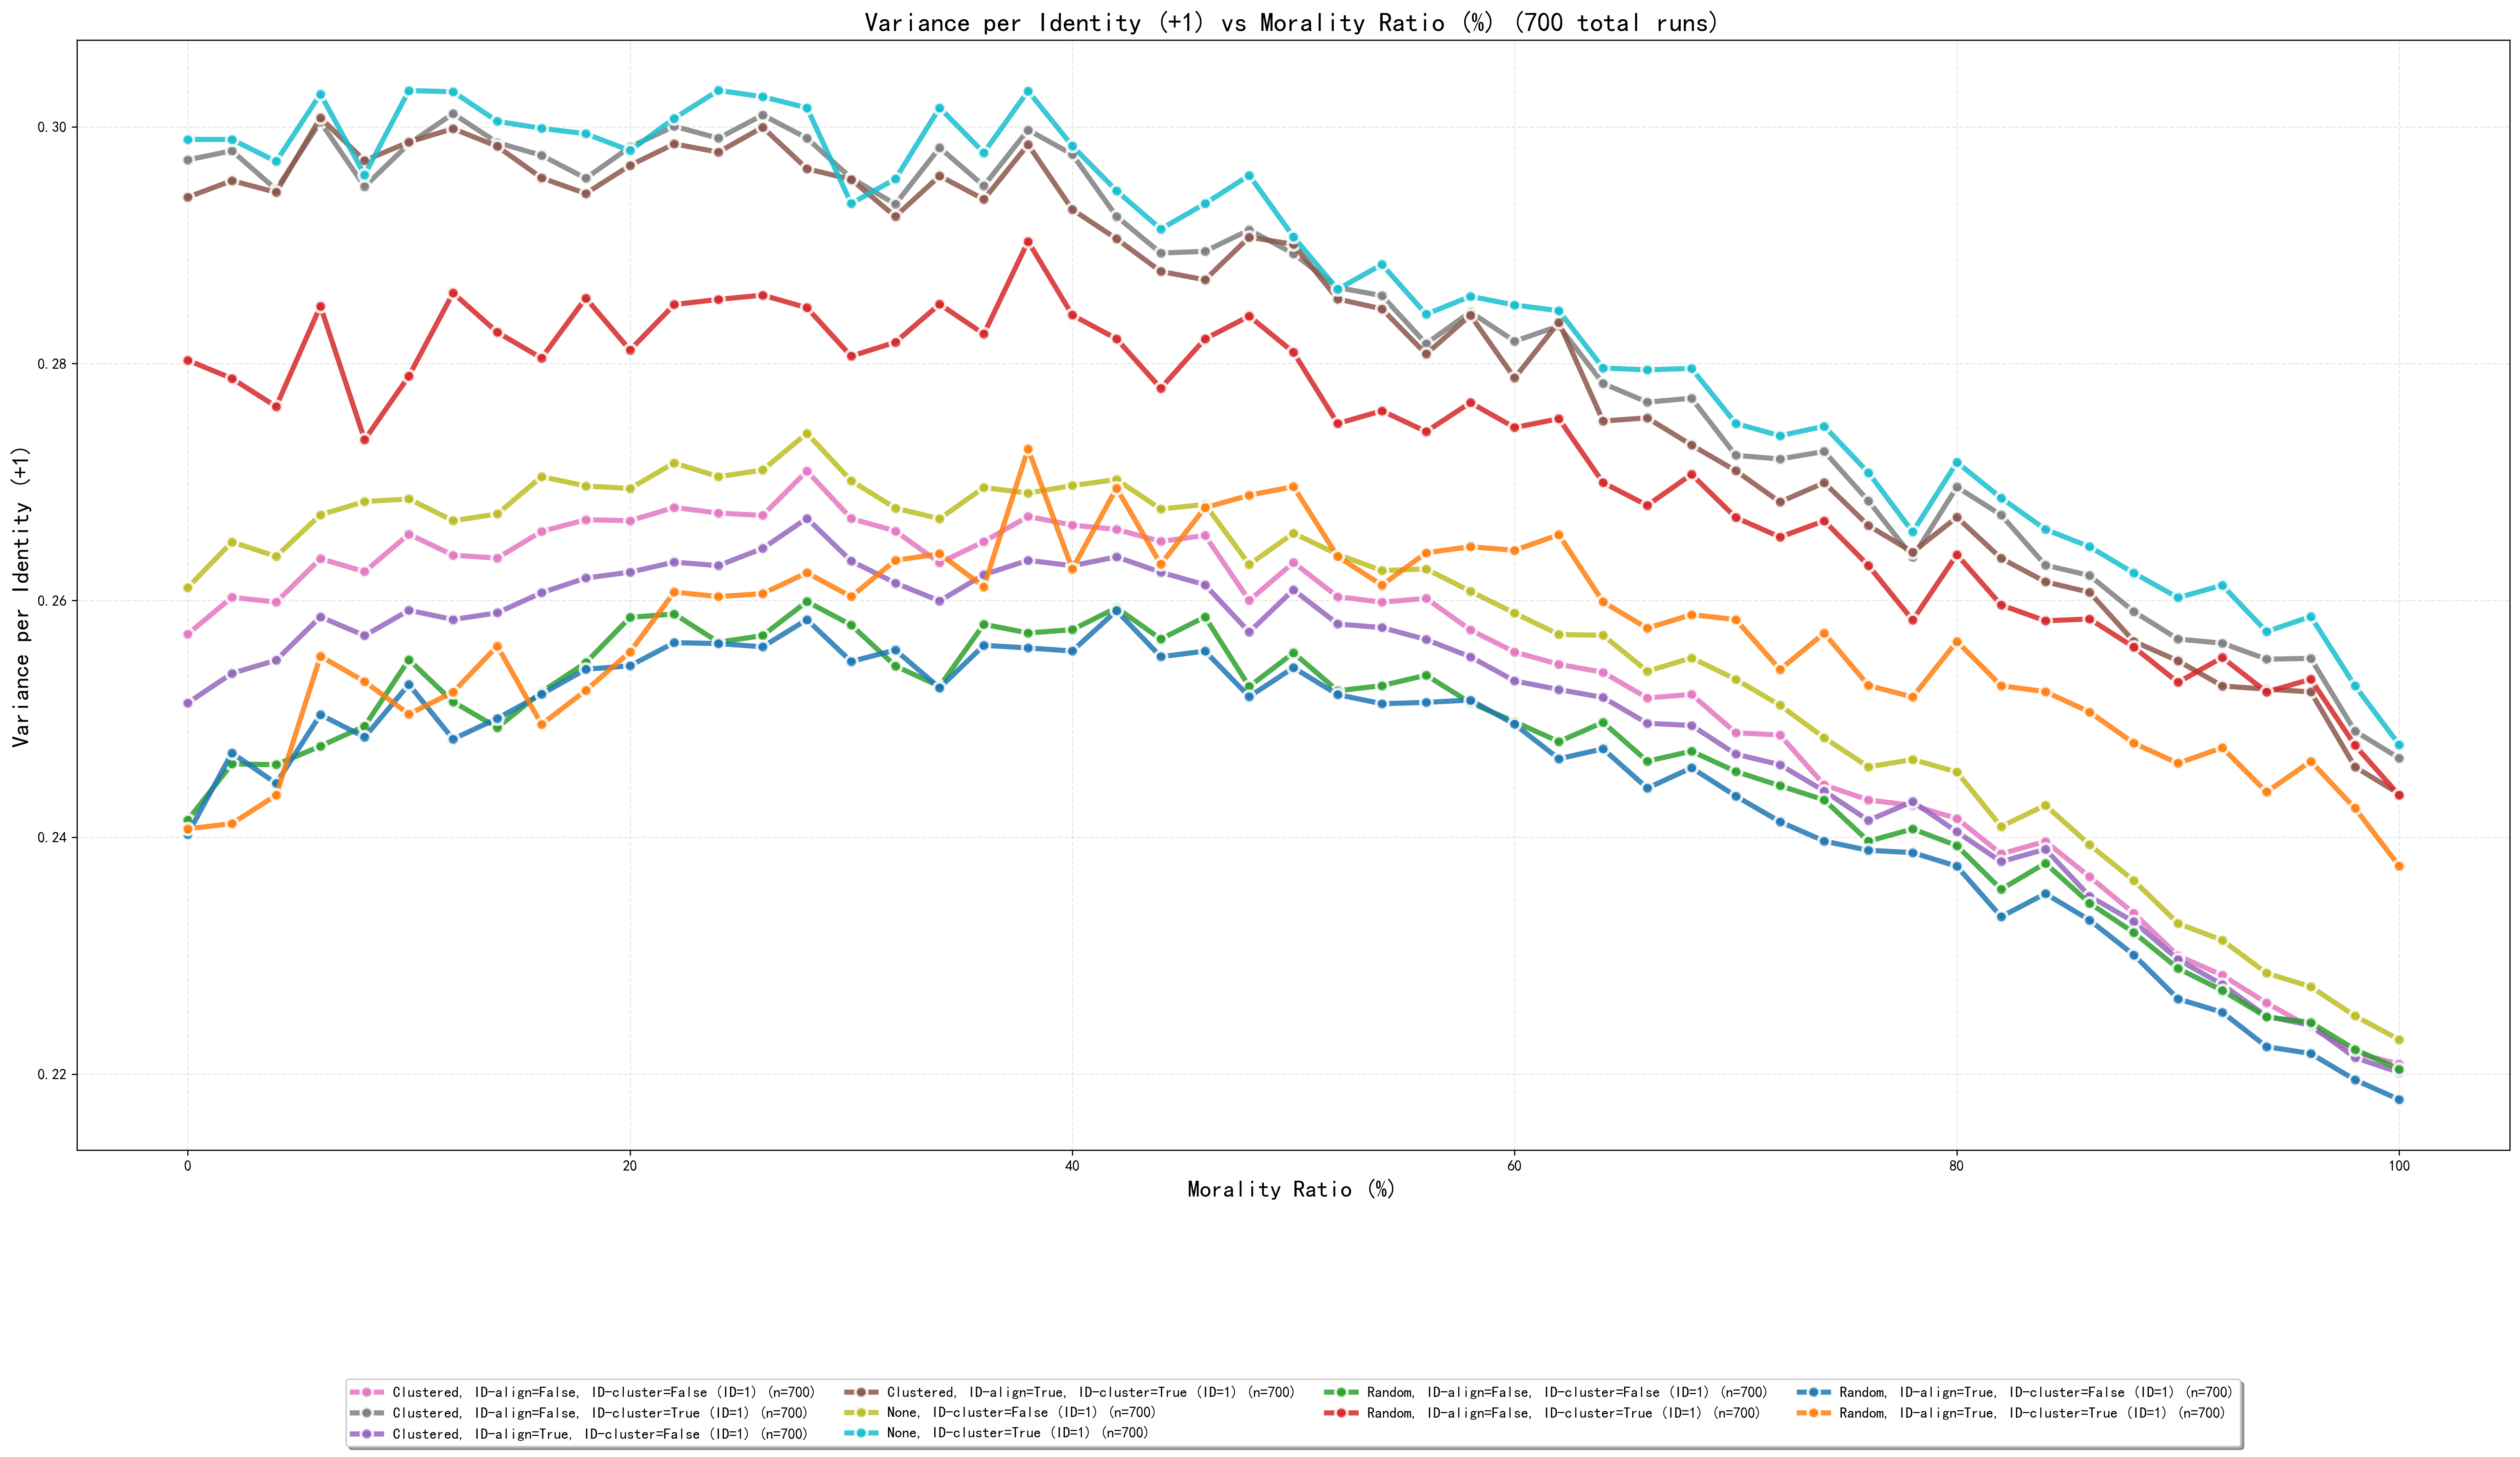 Variance per Identity (+1) vs Morality Ratio (%) (700 total runs)
Variance per Identity (+1)
0.30
0.28
0.26
0.24
0.22
0
20
40
60
80
100
Morality Ratio (%)
Clustered, ID-align=False, ID-cluster=False (ID=1) (n=700)
Clustered, ID-align=False, ID-cluster=True (ID=1) (n=700)
Clustered, ID-align=True, ID-cluster=False (ID=1) (n=700)
Clustered, ID-align=True, ID-cluster=True (ID=1) (n=700)
None, ID-cluster=False (ID=1) (n=700)
None, ID-cluster=True (ID=1) (n=700)
Random, ID-align=False, ID-cluster=False (ID=1) (n=700)
Random, ID-align=False, ID-cluster=True (ID=1) (n=700)
Random, ID-align=True, ID-cluster=False (ID=1) (n=700)
Random, ID-align=True, ID-cluster=True (ID=1) (n=700)